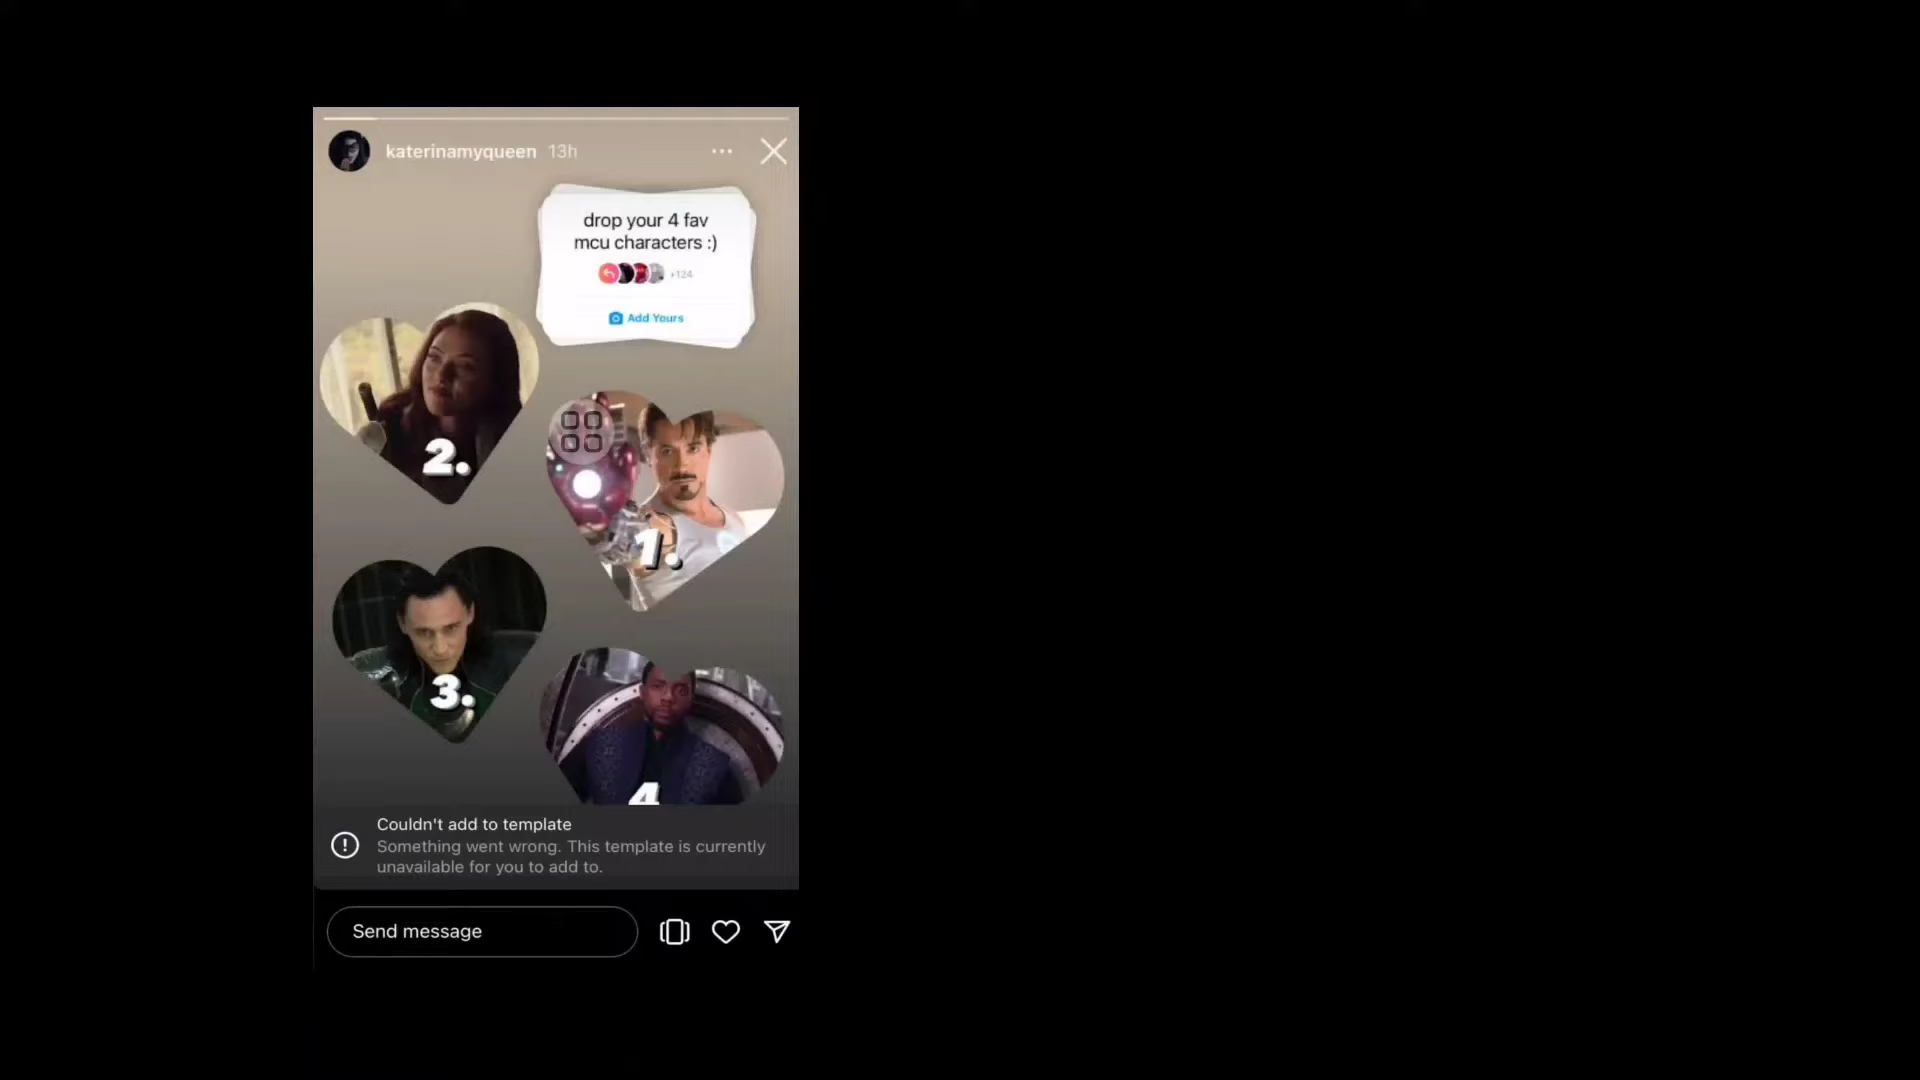 katerinamyqueen 13h
drop your 4 fav
mcu characters :)
+124
Add Yours
2.
1.
3.
4
Couldn't add to template
Something went wrong. This template is currently
unavailable for you to add to.
Send message